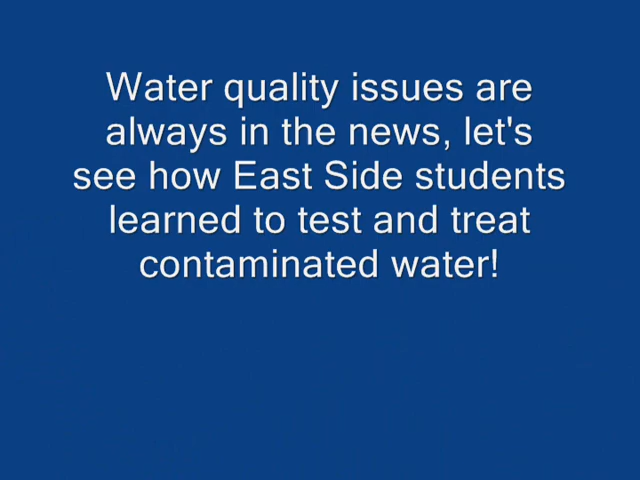 Water quality issues are
always in the news, let's
see how East Side students
learned to test and treat
contaminated water!